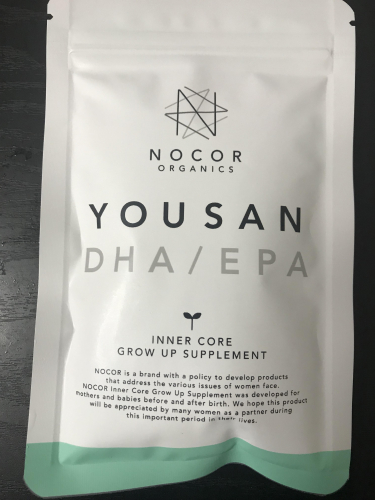 NOCOR
ORGANICS
YOUSAN
DHA/EPA
INNER CORE
GROW UP SUPPLEMENT
NOCOR is a brand with a policy to develop products
that address the various issues of women face.
NOCOR Inner Core Grow Up Supplement was developed for
mothers and babies before and after birth. We hope this product
will be appreciated by many women as a partner during
this important period in their lives.